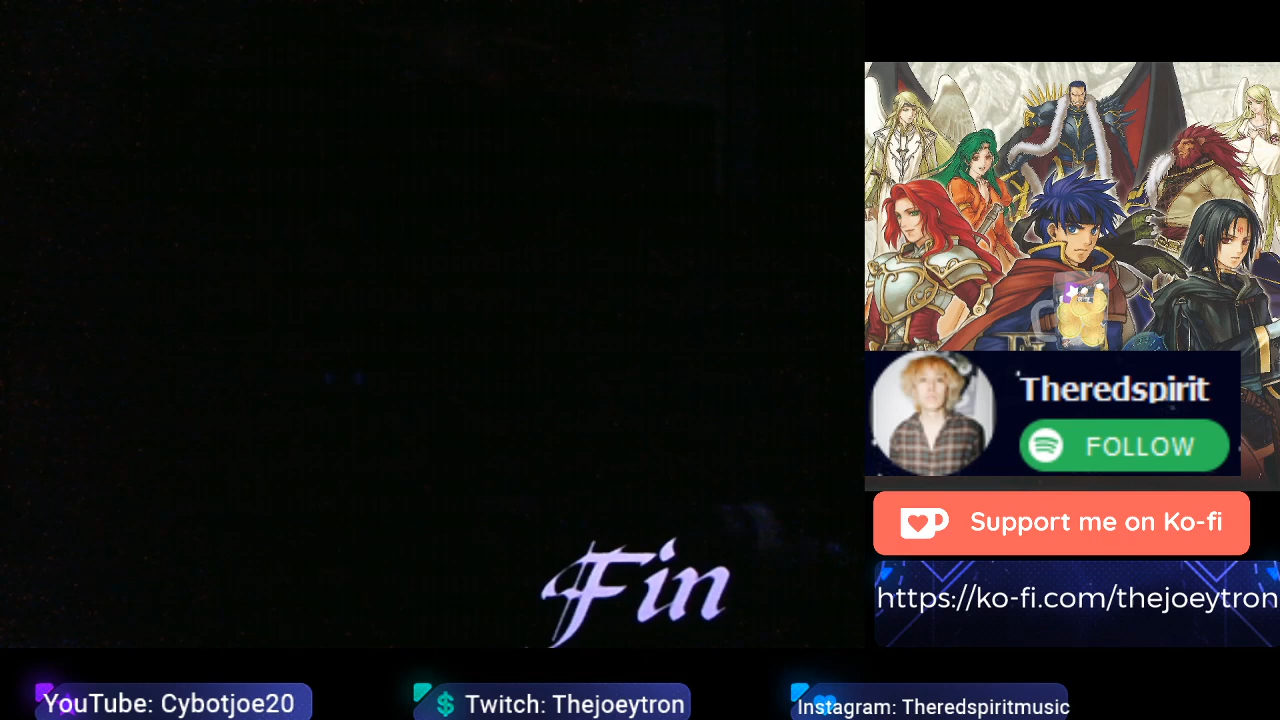 Fin
Theredspirit
FOLLOW
Support me on Ko-fi
https://ko-fi.com/thejoeytron
YouTube: Cybotjoe20
Twitch: Thejoeytron
Instagram: Theredspiritmusic